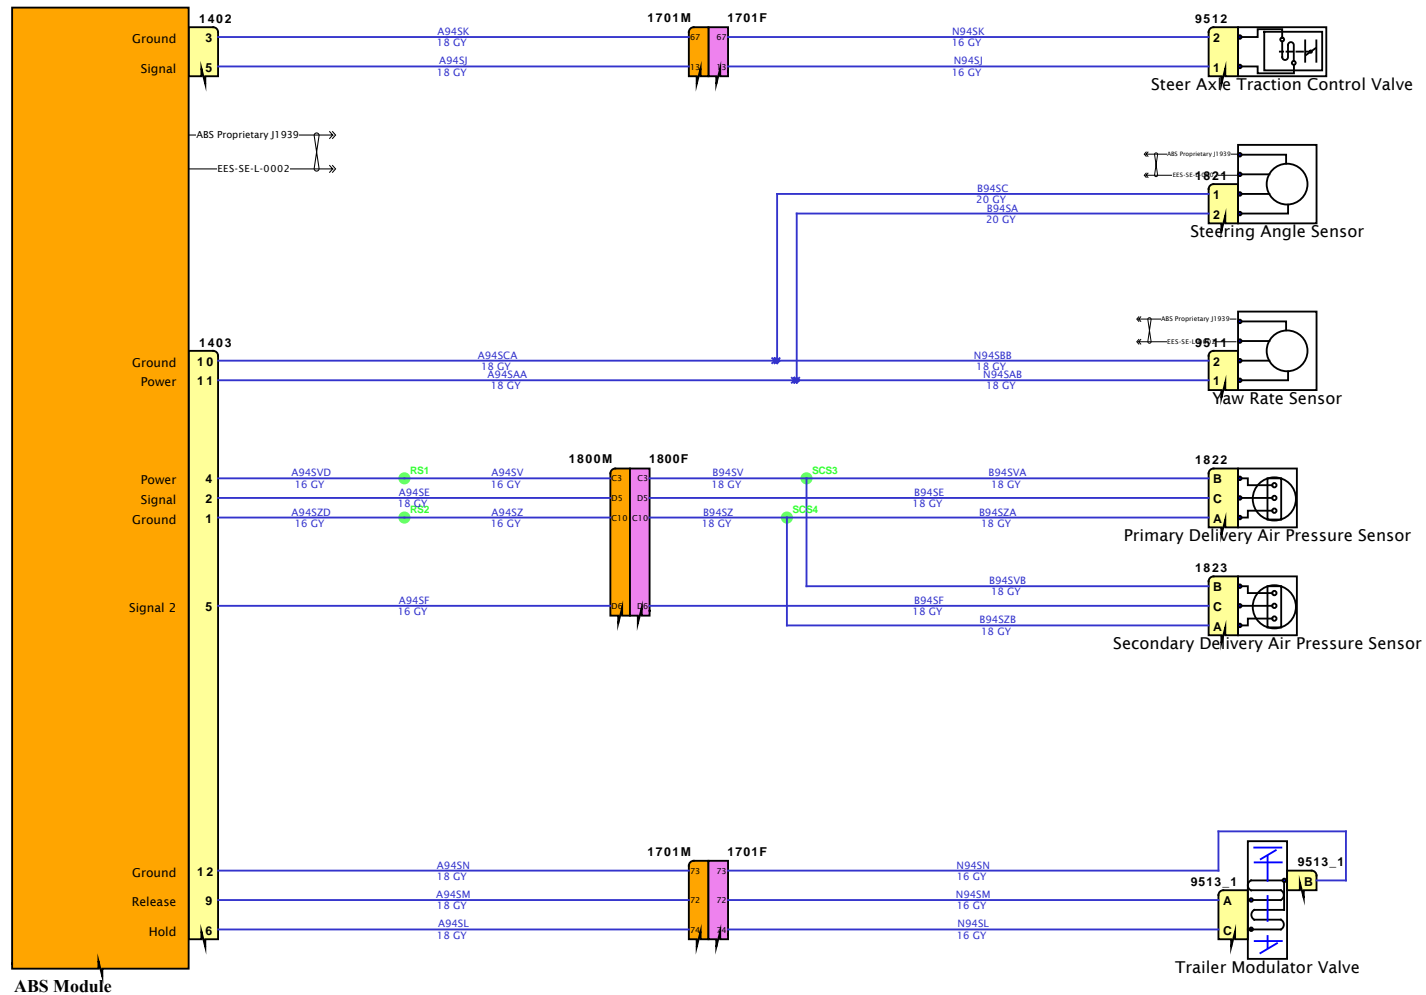 1402
1701M 1701F
9512
Ground 3 A94SK 18 GY 67 67 N94SK 16 GY 2
Signal 5 A94SJ 18 GY 13 13 N94SJ 16 GY 1
Steer Axle Traction Control Valve
ABS Proprietary J1939
EES-SE-L-0002
ABS Proprietary J1939
1821
B94SC 20 GY 1
B94SA 20 GY 2
Steering Angle Sensor
ABS Proprietary J1939
1403
9511
Ground 10 A94SCA 18 GY N94SBB 18 GY 2
Power 11 A94SAA 18 GY N94SAB 18 GY 1
Yaw Rate Sensor
1800M 1800F
1822
Power 4 A94SVD 16 GY RS1 A94SV 16 GY C3 C3 B94SV 18 GY SCS3 B94SVA 18 GY B
Signal 2 A94SE 18 GY D5 D5 B94SE 18 GY C
Ground 1 A94SZD 16 GY RS2 A94SZ 16 GY C10 C10 B94SZ 18 GY SCS4 B94SZA 18 GY A
Primary Delivery Air Pressure Sensor
1823
B94SVB 18 GY B
Signal 2 5 A94SF 16 GY D6 D6 B94SF 18 GY C
B94SZB 18 GY A
Secondary Delivery Air Pressure Sensor
1701M 1701F
Ground 12 A94SN 18 GY 73 73 N94SN 16 GY 9513_1 B
9513_1
Release 9 A94SM 18 GY 72 72 N94SM 16 GY A
Hold 6 A94SL 18 GY 74 74 N94SL 16 GY C
Trailer Modulator Valve
ABS Module